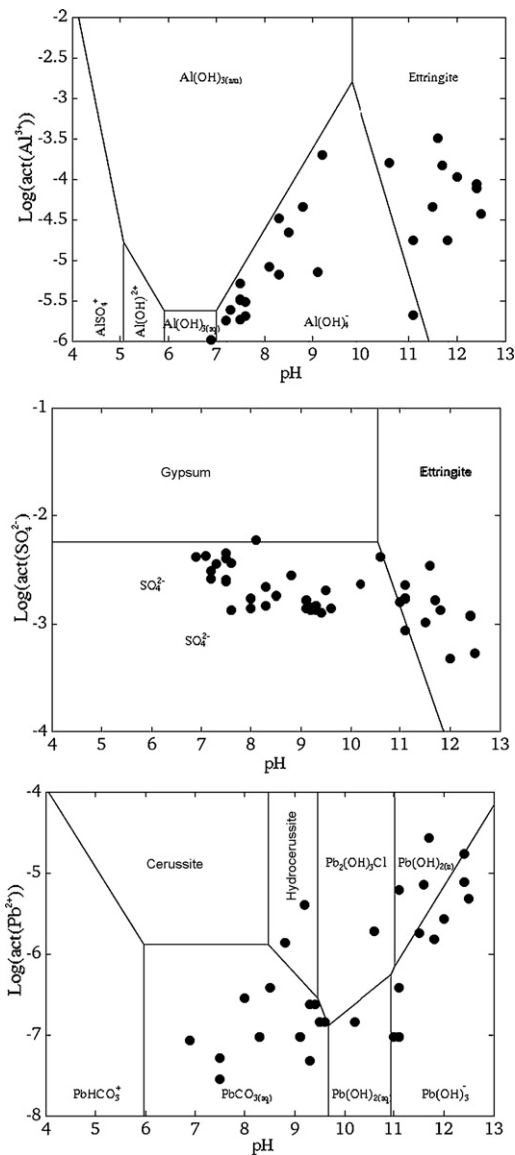 -2
-3
-3.5
-4
-4.5
-5
-5.5
-6
Log(act(Al³⁺))
Al(OH)₃₍ₐₘ₎
Ettringite
AlSO₄⁺
Al(OH)²⁺
Al(OH)₃₍ₐq₎
Al(OH)₄⁻
4 5 6 7 8 9 10 11 12 13
pH
-1
-2
-3
-4
Log(act(SO₄²⁻)
Gypsum
Ettringite
SO₄²⁻
SO₄²⁻
4 5 6 7 8 9 10 11 12 13
pH
-4
-5
-6
-7
-8
Log(act(Pb²⁺))
Cerussite
Hydrocerussite
Pb₂(OH)₃Cl
Pb(OH)₂₍ₛ₎
PbHCO₃⁺
PbCO₃₍ₐq₎
Pb(OH)₂₍ₐq₎
Pb(OH)₃⁻
4 5 6 7 8 9 10 11 12 13
pH